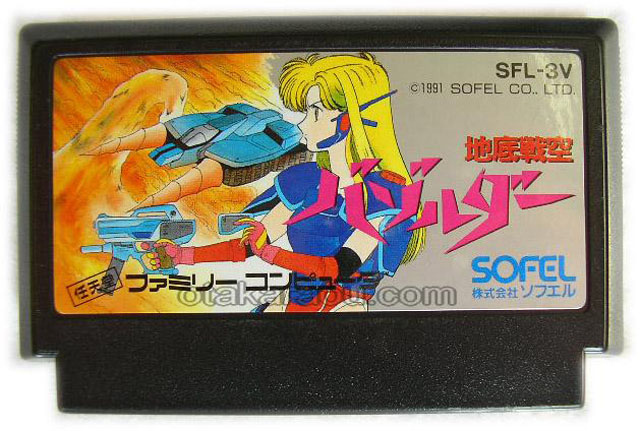 SFL-3V
©1991 SOFEL CO., LTD.
地底戦空
バゾルダー
SOFEL
株式会社 ソフエル
任天堂 ファミリー コンピュータ
otakarapu.com